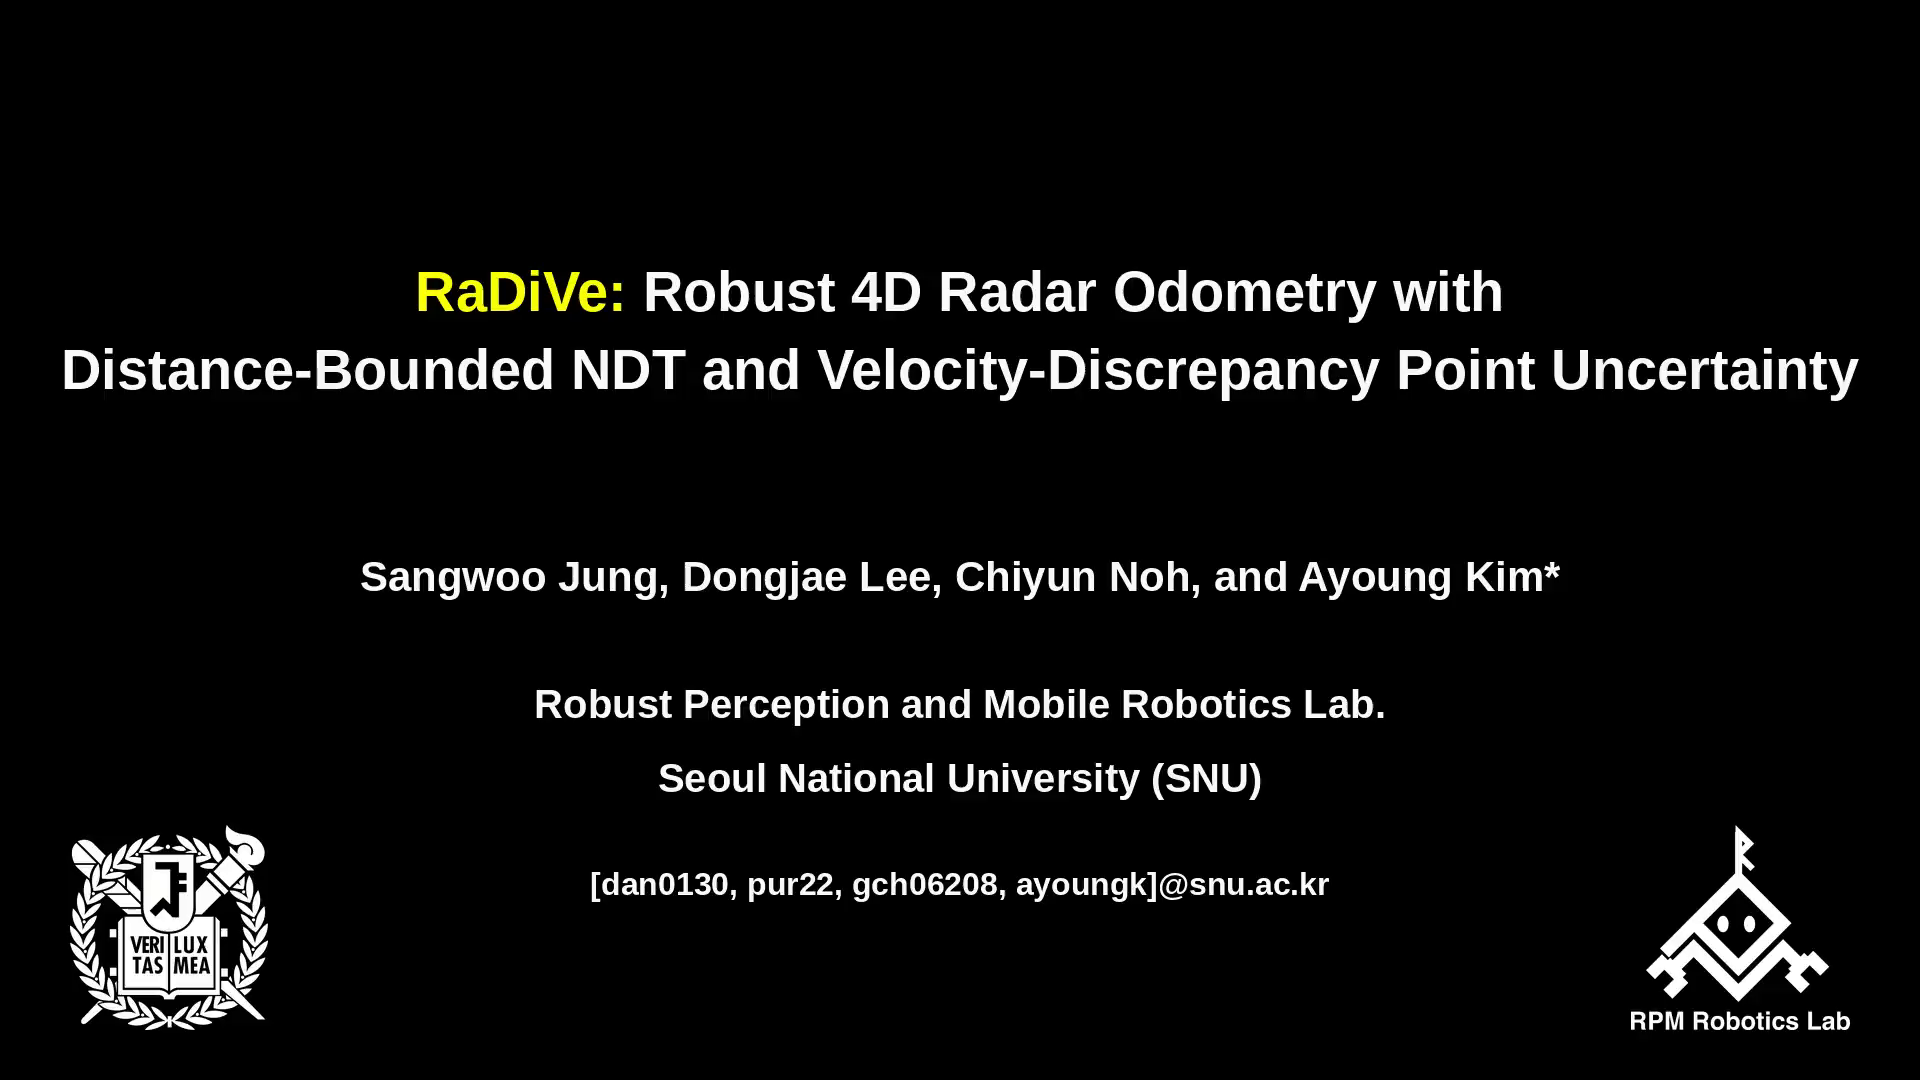 RaDiVe: Robust 4D Radar Odometry with
Distance-Bounded NDT and Velocity-Discrepancy Point Uncertainty
Sangwoo Jung, Dongjae Lee, Chiyun Noh, and Ayoung Kim*
Robust Perception and Mobile Robotics Lab.
Seoul National University (SNU)
[dan0130, pur22, gch06208, ayoungk]@snu.ac.kr
VERI LUX
TAS MEA
RPM Robotics Lab